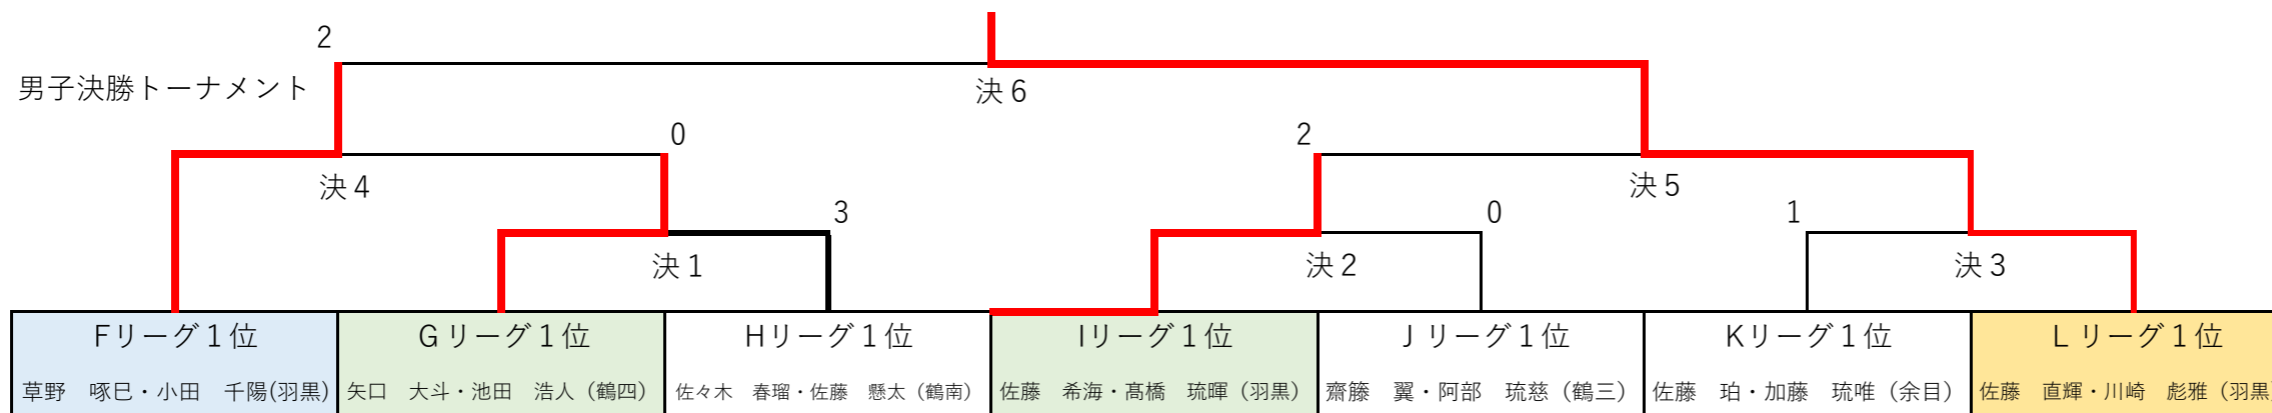 2
男子決勝トーナメント
決6
0
2
決4
決5
3
0
1
決1
決2
決3
Fリーグ1位
Gリーグ1位
Hリーグ1位
Iリーグ1位
Jリーグ1位
Kリーグ1位
Lリーグ1位
草野　啄巳・小田　千陽(羽黒)
矢口　大斗・池田　浩人（鶴四）
佐々木　春瑠・佐藤　懸太（鶴南）
佐藤　希海・髙橋　琉暉（羽黒）
齋籐　翼・阿部　琉慈（鶴三）
佐藤　珀・加藤　琉唯（余目）
佐藤　直輝・川崎　彪雅（羽黒）